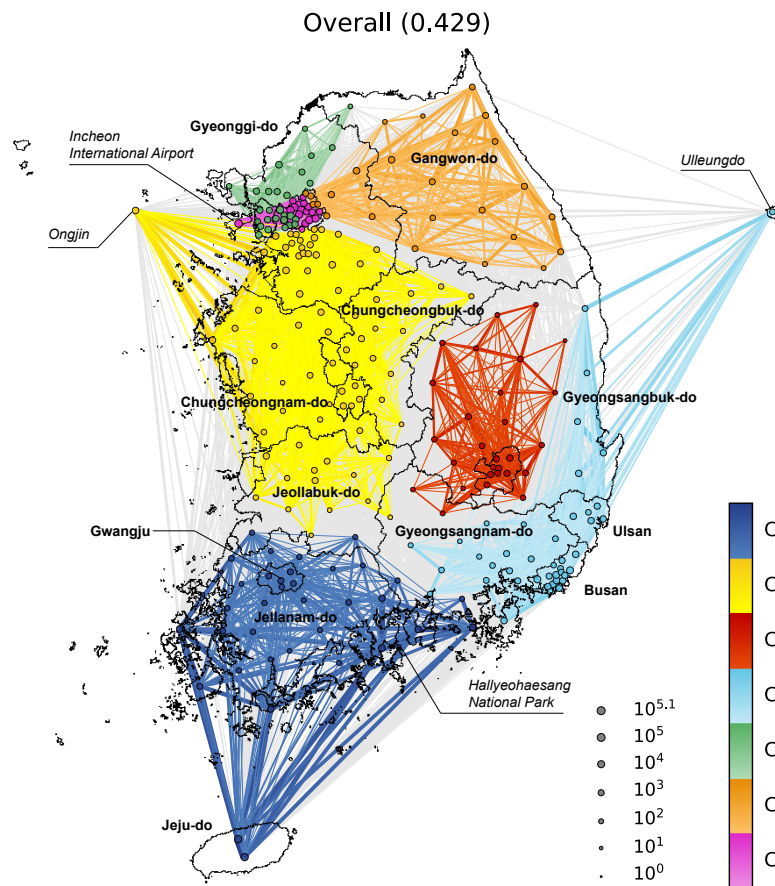 Overall (0.429)
Gyeonggi-do
Incheon
International Airport
Gangwon-do
Ulleungdo
Ongjin
Chungcheongbuk-do
Chungcheongnam-do
Gyeongsangbuk-do
Jeollabuk-do
Gwangju
Gyeongsangnam-do
Ulsan
Busan
Jellanam-do
Hallyeohaesang
National Park
Jeju-do
10^5.1
10^5
10^4
10^3
10^2
10^1
10^0
C
C
C
C
C
C
C